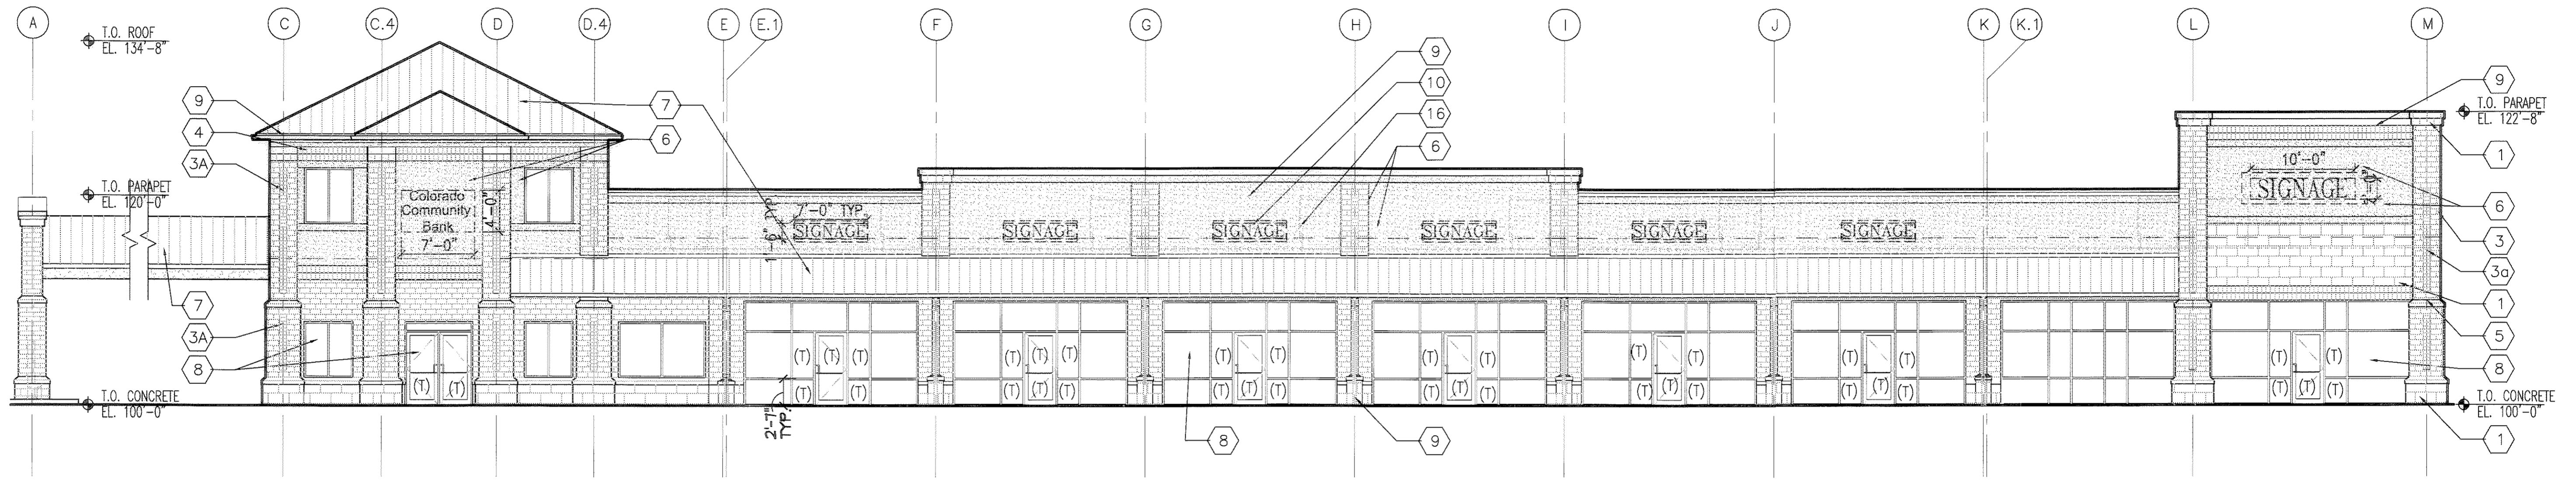 A
C
C.4
D
D.4
E
E.1
F
G
H
I
J
K
K.1
L
M
T.O. ROOF
EL. 134'-8"
9
4
3A
T.O. PARAPET
EL. 120'-0"
7
3A
8
T.O. CONCRETE
EL. 100'-0"
7
6
Colorado
Community
Bank
4'-0"
7'-0"
(T) (T)
1'-6" TYP.
7'-0" TYP.
SIGNAGE
SIGNAGE
SIGNAGE
SIGNAGE
SIGNAGE
SIGNAGE
9
10
16
6
(T) (T) (T)
(T) (T)
2'-7"
TYP.
(T) (T) (T)
(T) (T) (T)
(T) (T)
(T) (T) (T)
(T) (T)
(T) (T) (T)
(T) (T)
(T) (T) (T)
(T) (T)
(T) (T) (T)
8
9
10'-0"
SIGNAGE
(T) (T)
(T) (T) (T)
9
T.O. PARAPET
EL. 122'-8"
1
6
3
3a
1
5
8
T.O. CONCRETE
EL. 100'-0"
1